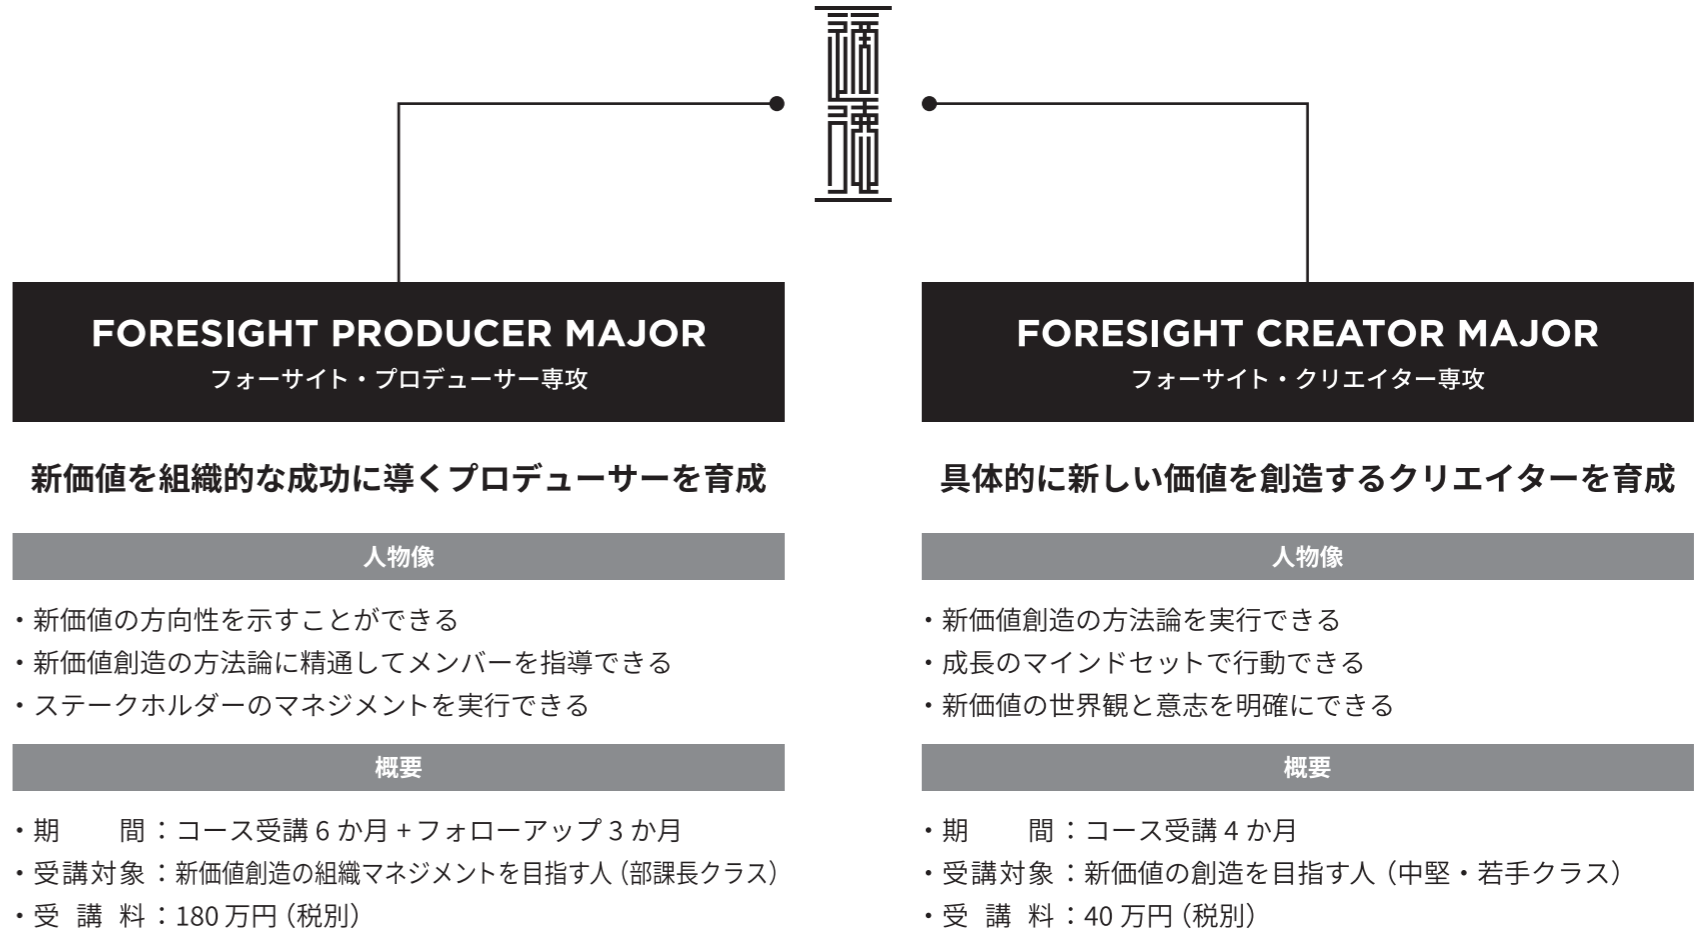 FORESIGHT PRODUCER MAJOR
フォーサイト・プロデューサー専攻
新価値を組織的な成功に導くプロデューサーを育成
人物像
・新価値の方向性を示すことができる
・新価値創造の方法論に精通してメンバーを指導できる
・ステークホルダーのマネジメントを実行できる
概要
・期　　間：コース受講 6 か月 +フォローアップ 3 か月
・受講対象：新価値創造の組織マネジメントを目指す人（部課長クラス）
・受 講 料：180 万円（税別）
FORESIGHT CREATOR MAJOR
フォーサイト・クリエイター専攻
具体的に新しい価値を創造するクリエイターを育成
人物像
・新価値創造の方法論を実行できる
・成長のマインドセットで行動できる
・新価値の世界観と意志を明確にできる
概要
・期　　間：コース受講 4 か月
・受講対象：新価値の創造を目指す人（中堅・若手クラス）
・受 講 料：40 万円（税別）